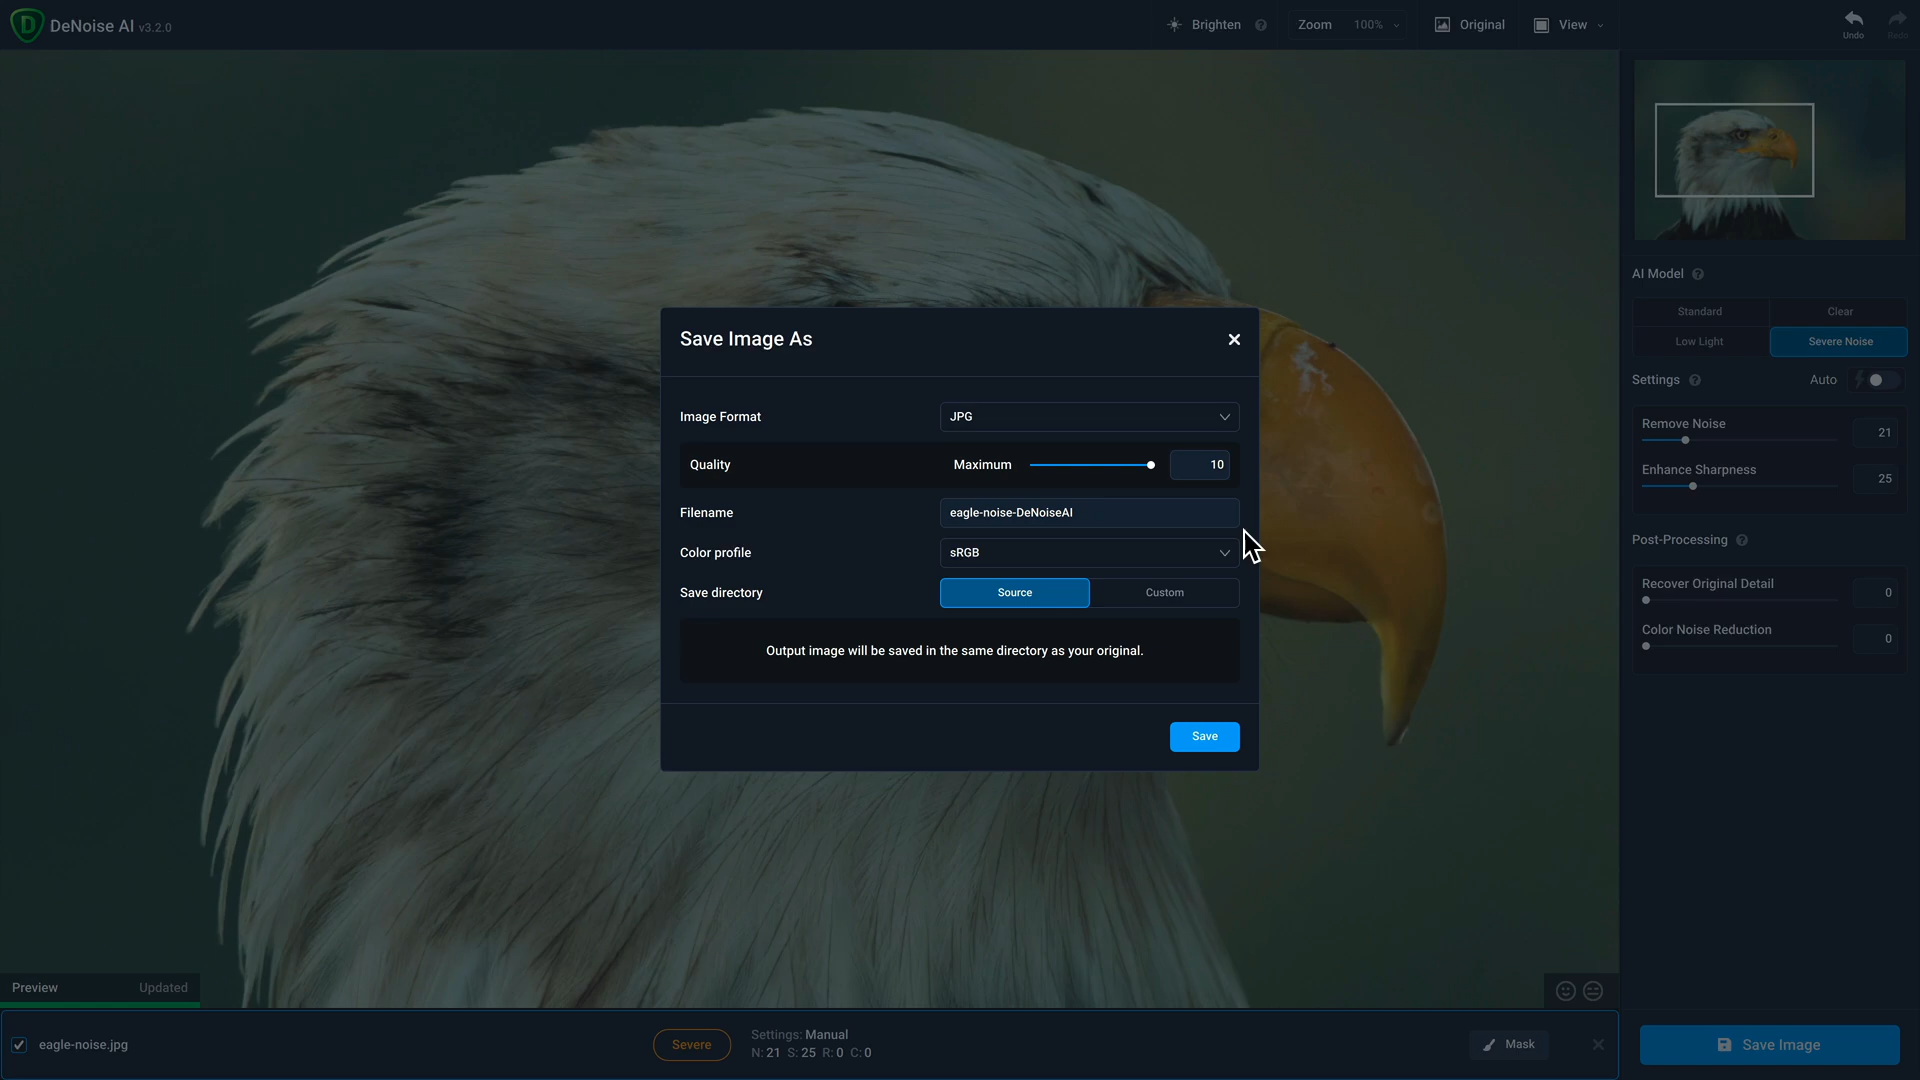 DeNoise AI v3.2.0
Brighten
Zoom 100%
Original
View
Undo
Redo
AI Model
Standard
Clear
Low Light
Severe Noise
Settings
Auto
Remove Noise
21
Enhance Sharpness
25
Post-Processing
Recover Original Detail
0
Color Noise Reduction
0
Save Image As
Image Format
JPG
Quality
Maximum
10
Filename
eagle-noise-DeNoiseAI
Color profile
sRGB
Save directory
Source
Custom
Output image will be saved in the same directory as your original.
Save
Preview
Updated
eagle-noise.jpg
Severe
Settings: Manual
N: 21 S: 25 R: 0 C: 0
Mask
Save Image